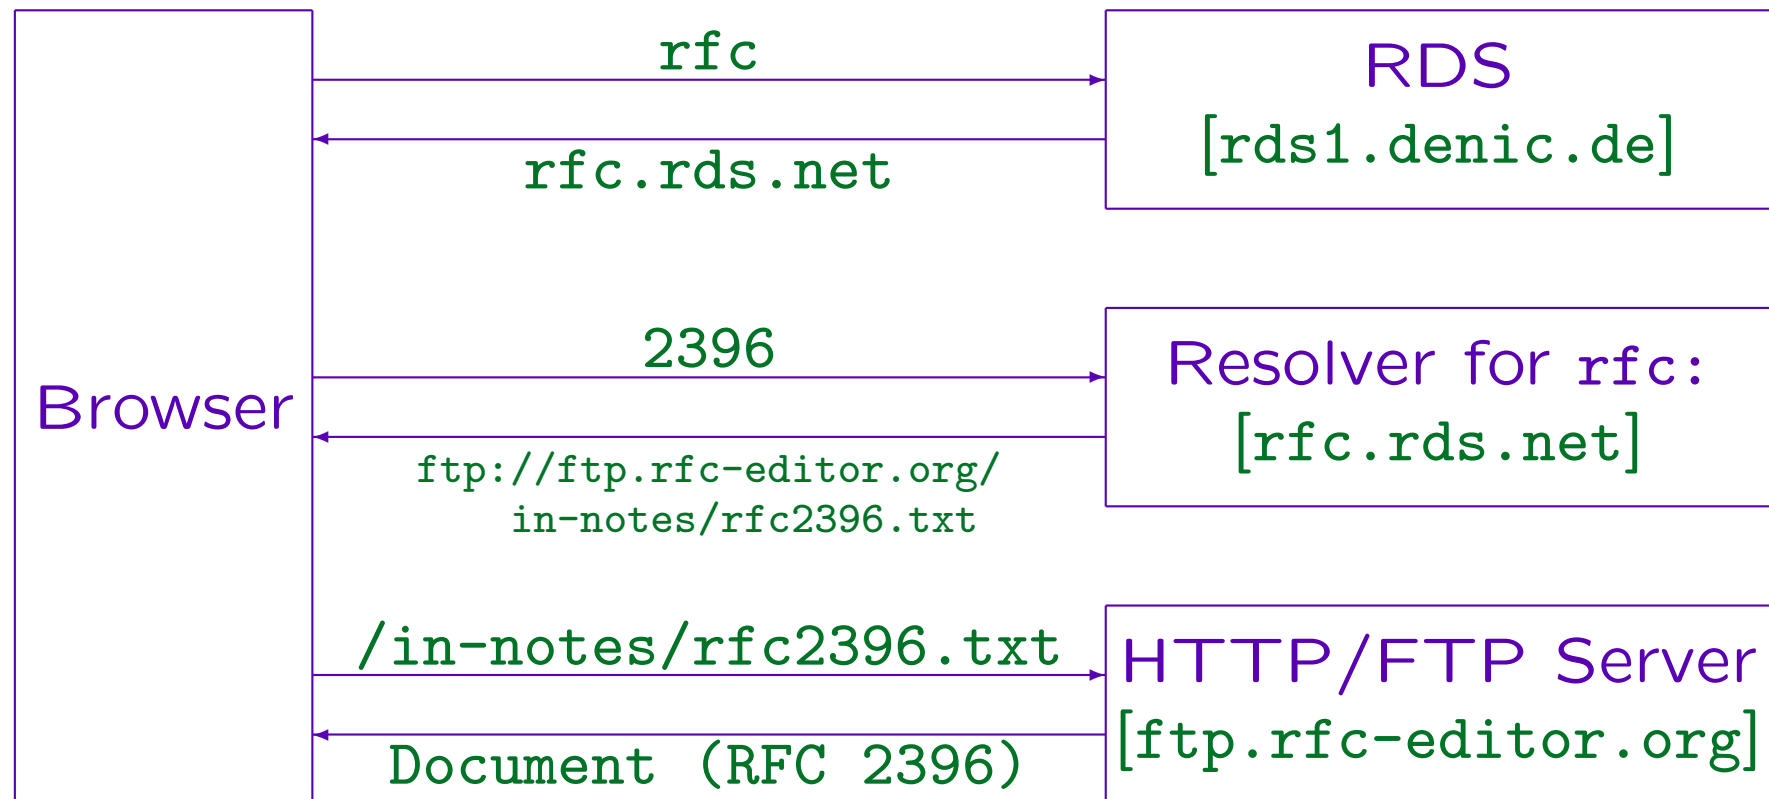 rfc
RDS
[rds1.denic.de]
rfc.rds.net
2396
Resolver for rfc:
Browser
[rfc.rds.net]
ftp://ftp.rfc-editor.org/
in-notes/rfc2396.txt
/in-notes/rfc2396.txt
HTTP/FTP Server
[ftp.rfc-editor.org]
Document (RFC 2396)